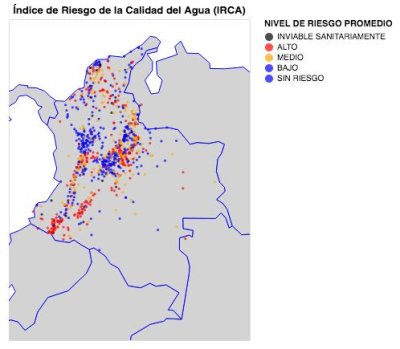 Índice de Riesgo de la Calidad del Agua (IRCA)
NIVEL DE RIESGO PROMEDIO
INVIABLE SANITARIAMENTE
ALTO
MEDIO
BAJO
SIN RIESGO